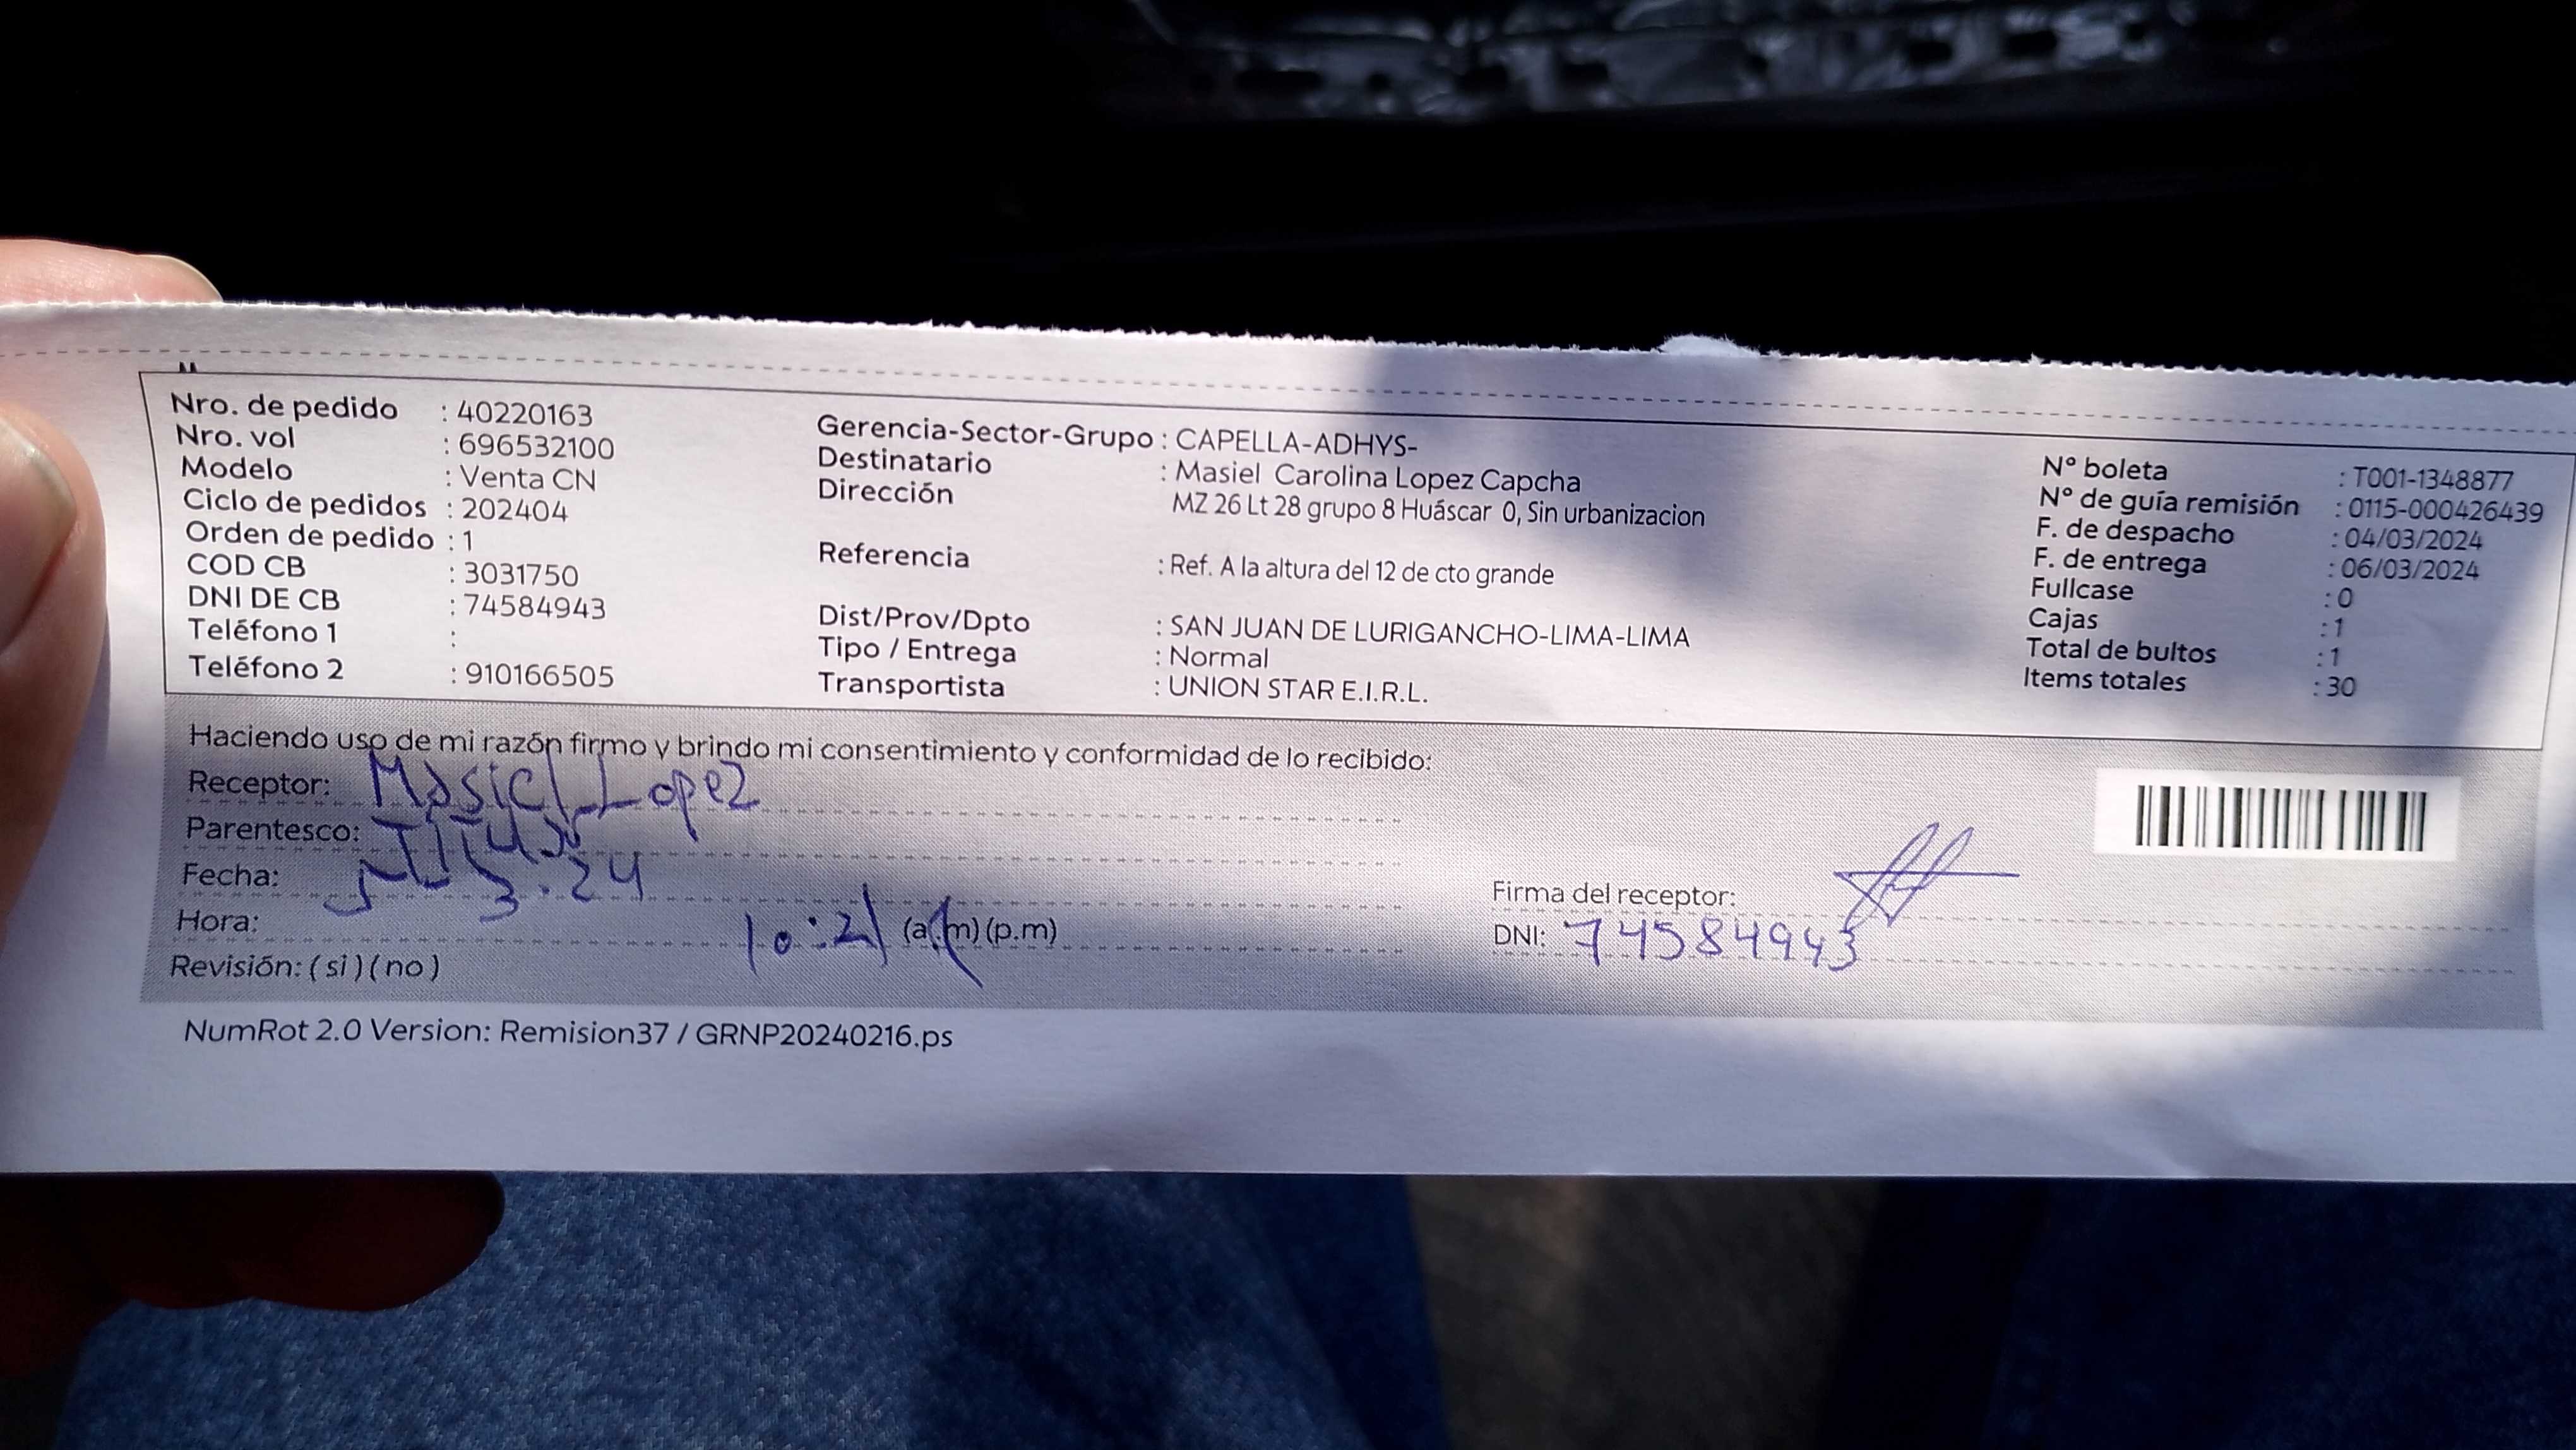 Nro. de pedido : 40220163
Nro. vol : 696532100
Modelo : Venta CN
Ciclo de pedidos : 202404
Orden de pedido : 1
COD CB : 3031750
DNI DE CB : 74584943
Teléfono 1 :
Teléfono 2 : 910166505
Gerencia-Sector-Grupo : CAPELLA-ADHYS-
Destinatario : Masiel Carolina Lopez Capcha
Dirección MZ 26 Lt 28 grupo 8 Huáscar 0, Sin urbanizacion
Referencia : Ref. A la altura del 12 de cto grande
Dist/Prov/Dpto : SAN JUAN DE LURIGANCHO-LIMA-LIMA
Tipo / Entrega : Normal
Transportista : UNION STAR E.I.R.L.
N° boleta : T001-1348877
N° de guía remisión : 0115-000426439
F. de despacho : 04/03/2024
F. de entrega : 06/03/2024
Fullcase : 0
Cajas : 1
Total de bultos : 1
Items totales : 30
Haciendo uso de mi razón firmo y brindo mi consentimiento y conformidad de lo recibido:
Receptor: Masiel Lopez
Parentesco:
Fecha: 3.24
Hora: 10:21 (a.m) (p.m)
Revisión: ( si ) ( no )
Firma del receptor:
DNI: 74584943
NumRot 2.0 Version: Remision37 / GRNP20240216.ps